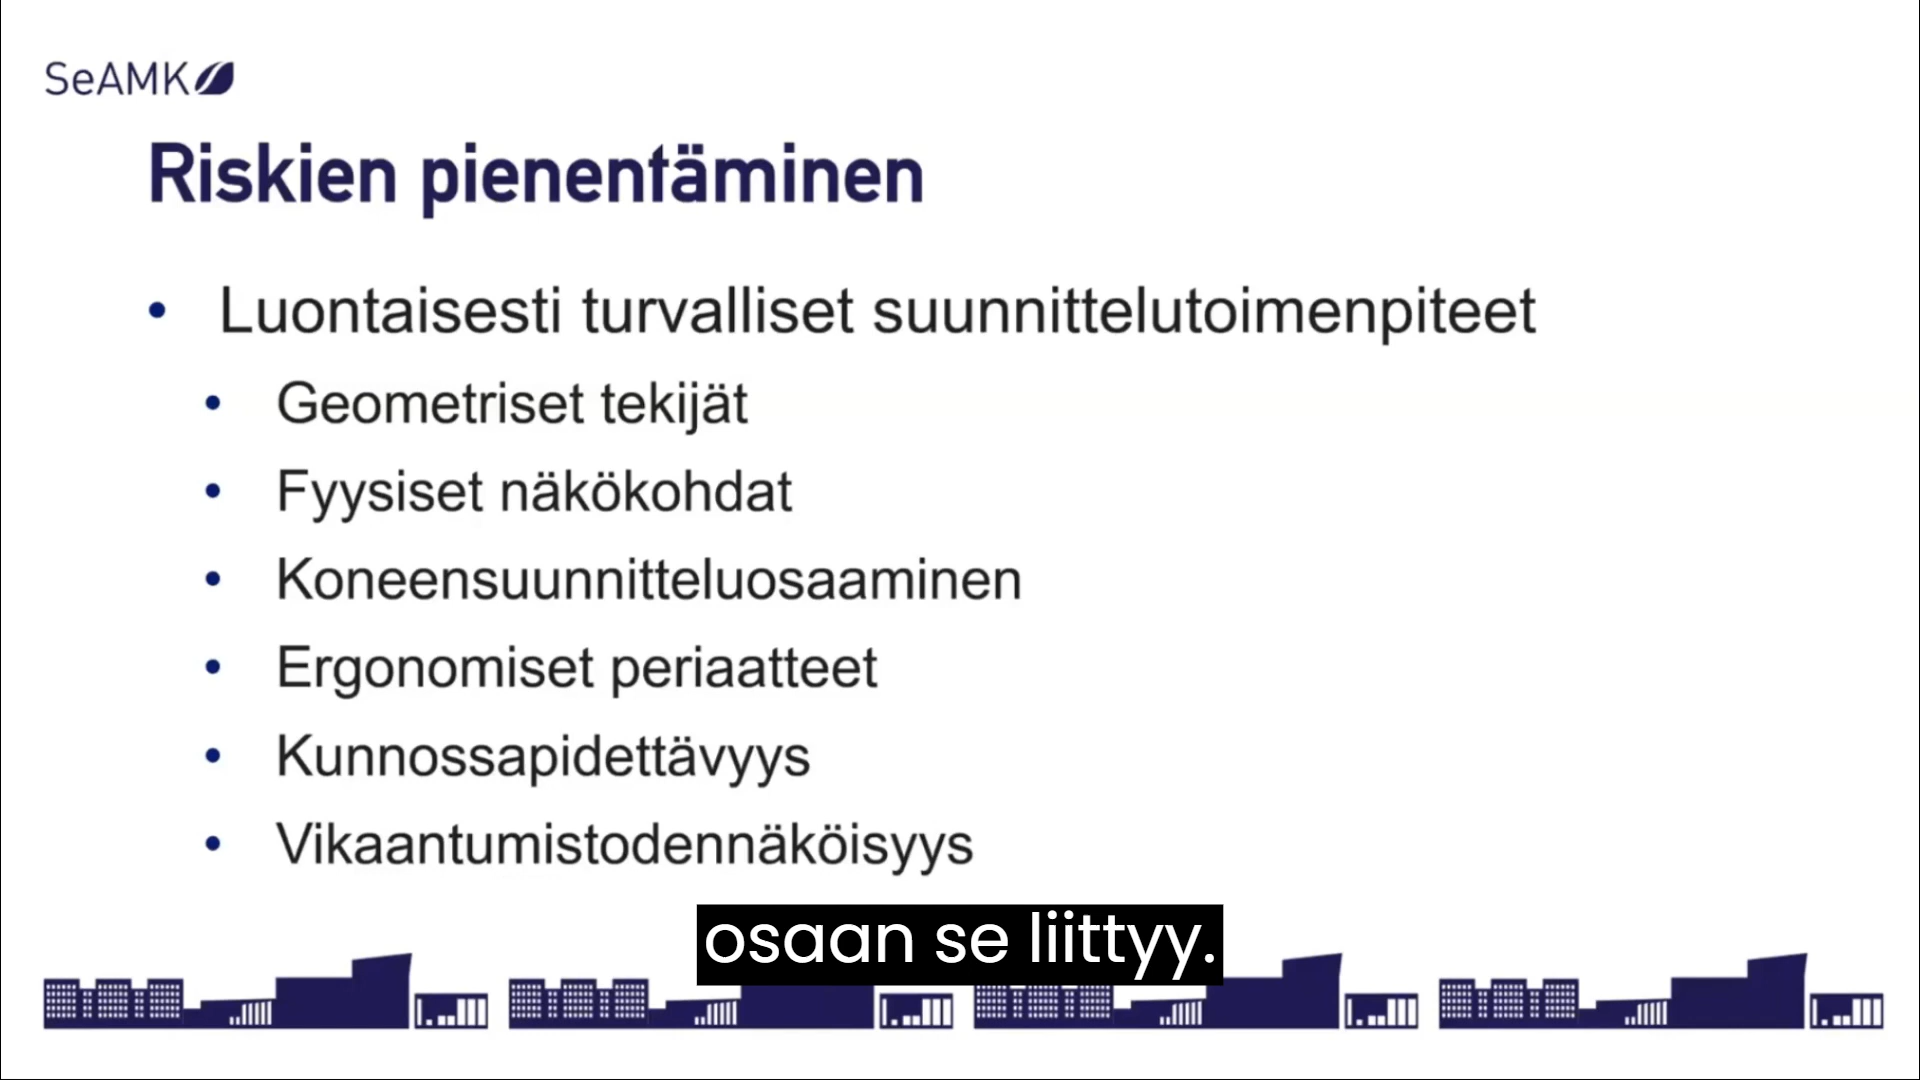 SeAMK
Riskien pienentäminen
• Luontaisesti turvalliset suunnittelutoimenpiteet
• Geometriset tekijät
• Fyysiset näkökohdat
• Koneensuunnitteluosaaminen
• Ergonomiset periaatteet
• Kunnossapidettävyys
• Vikaantumistodennäköisyys
osaan se liittyy.